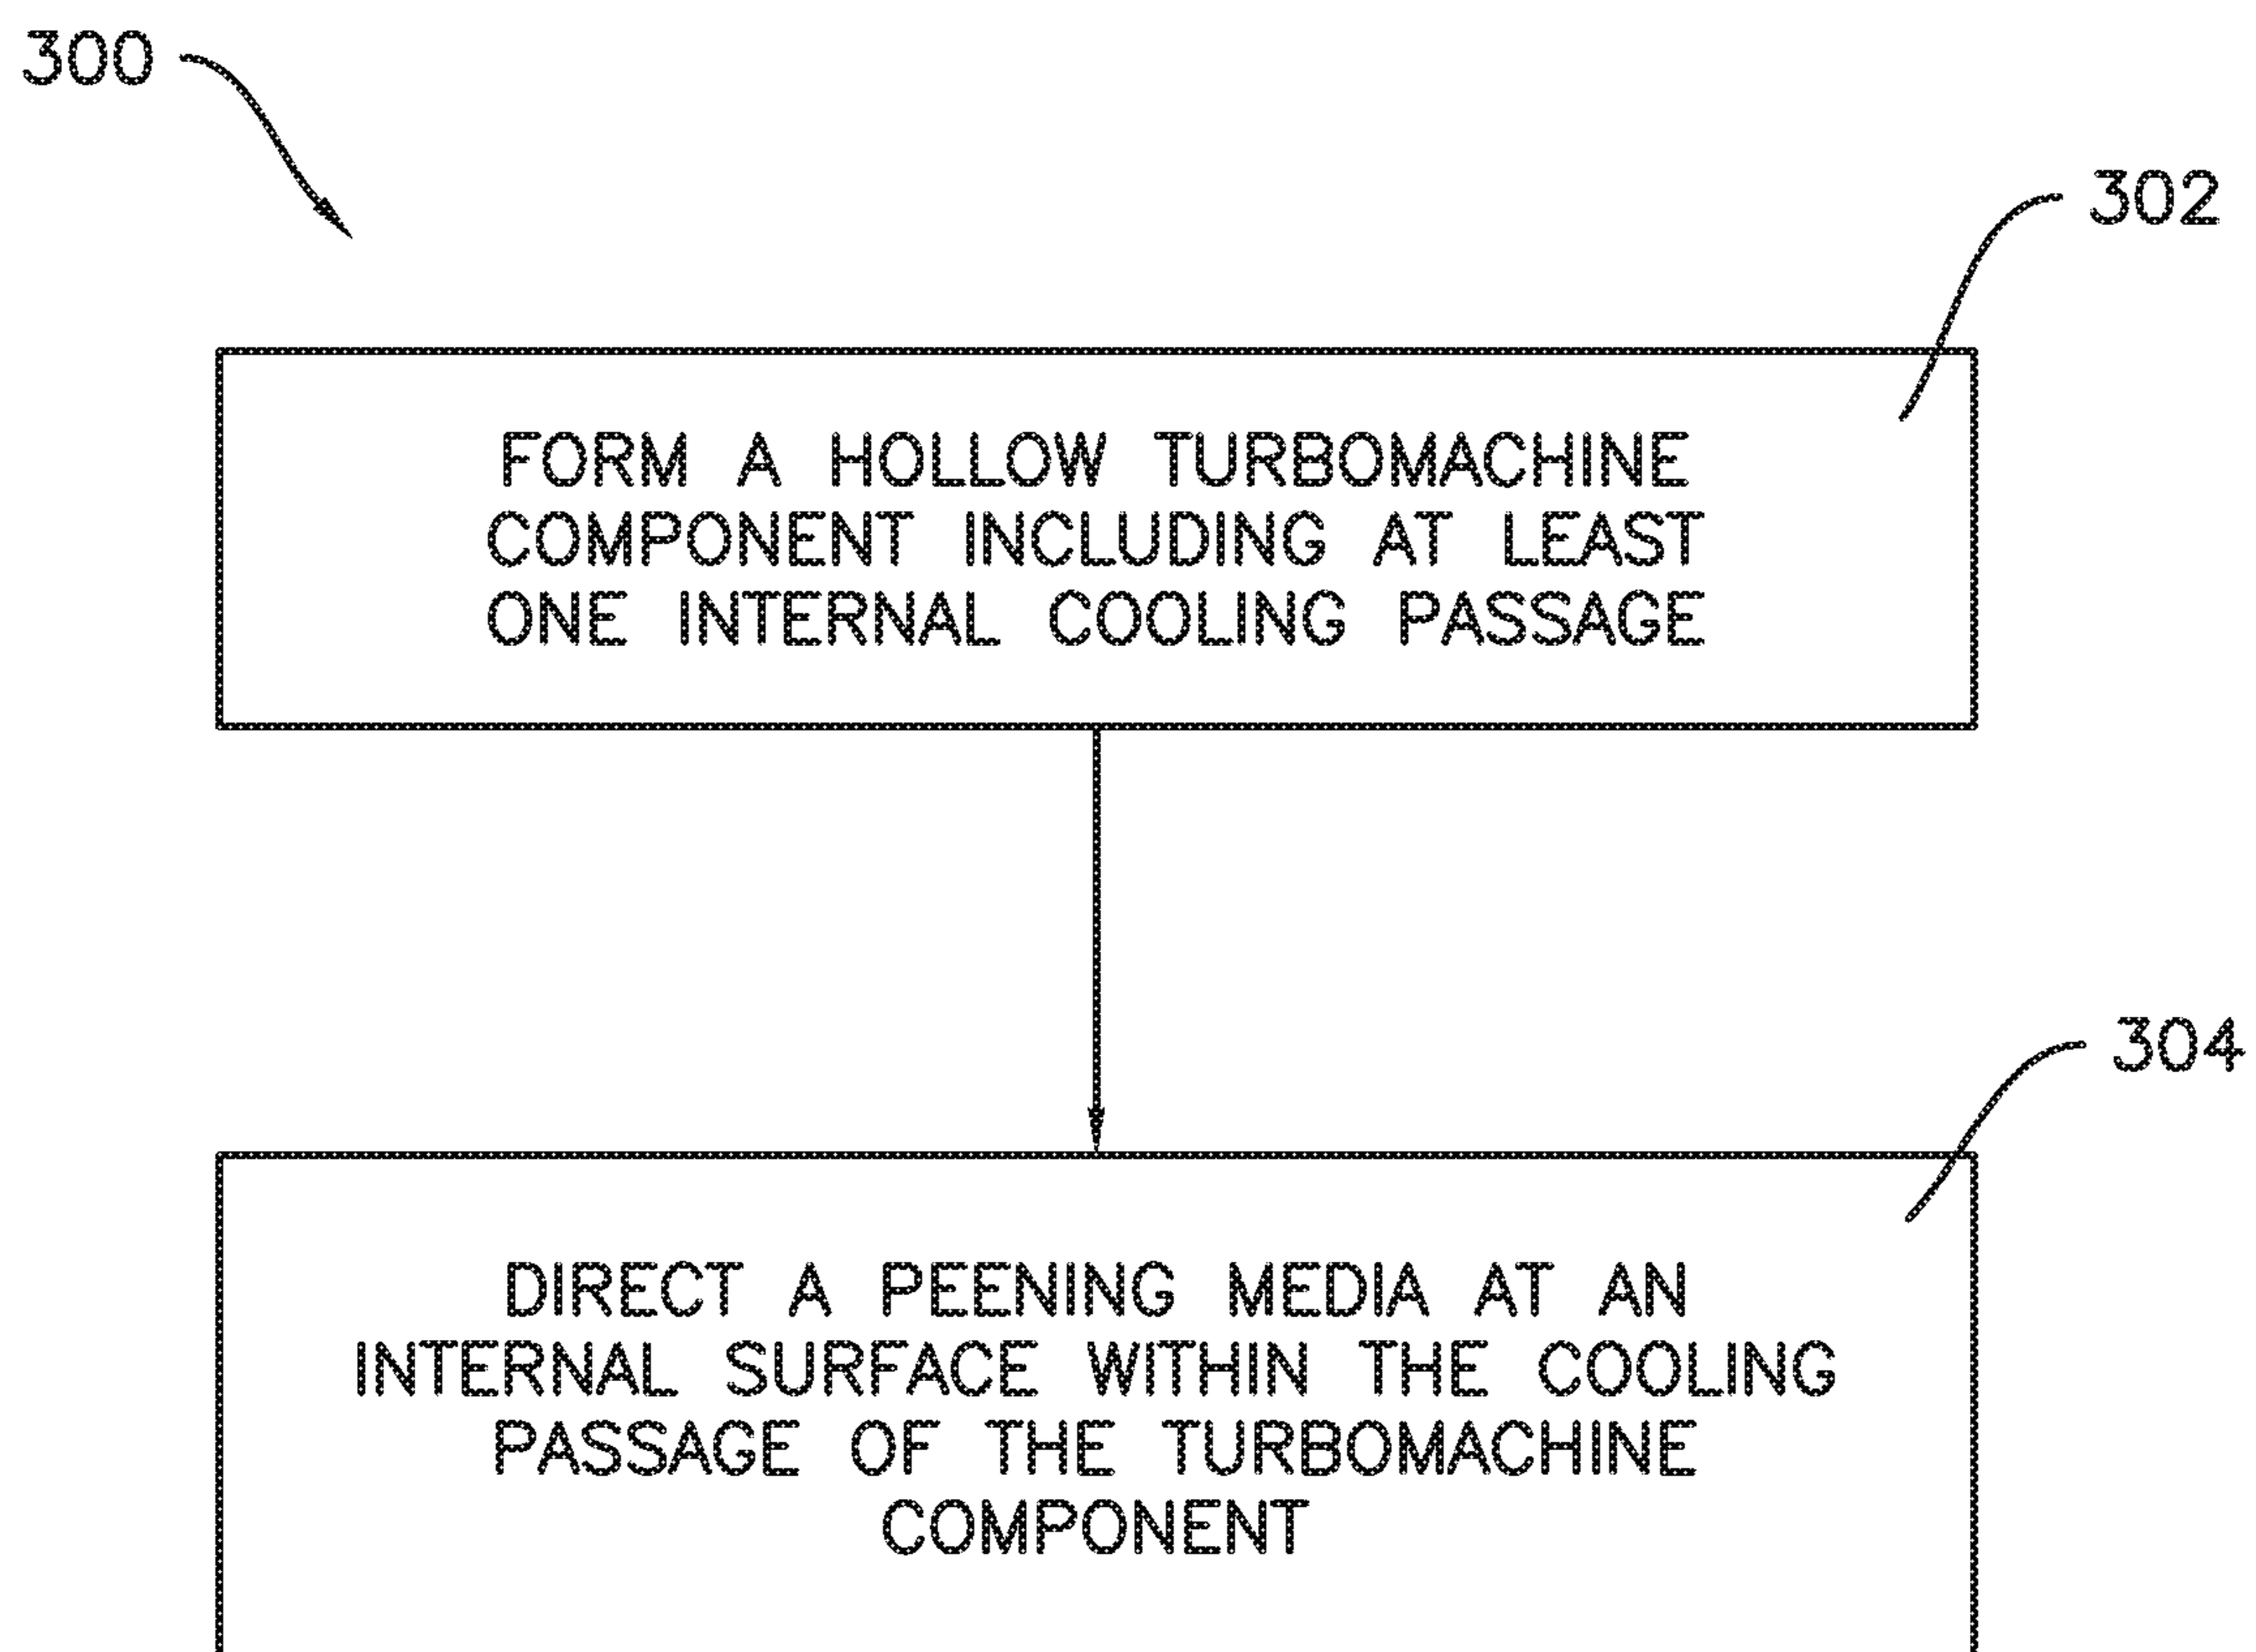 300
302
FORM A HOLLOW TURBOMACHINE
COMPONENT INCLUDING AT LEAST
ONE INTERNAL COOLING PASSAGE
304
DIRECT A PEENING MEDIA AT AN
INTERNAL SURFACE WITHIN THE COOLING
PASSAGE OF THE TURBOMACHINE
COMPONENT